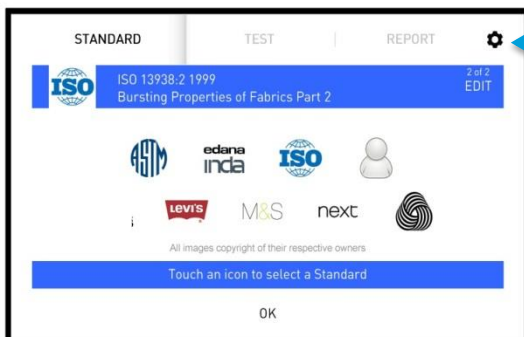 STANDARD TEST REPORT
ISO ISO 13938:2 1999 2 of 2
Bursting Properties of Fabrics Part 2 EDIT
ASTM edana inda ISO
LEVI'S M&S next
All images copyright of their respective owners
Touch an icon to select a Standard
OK